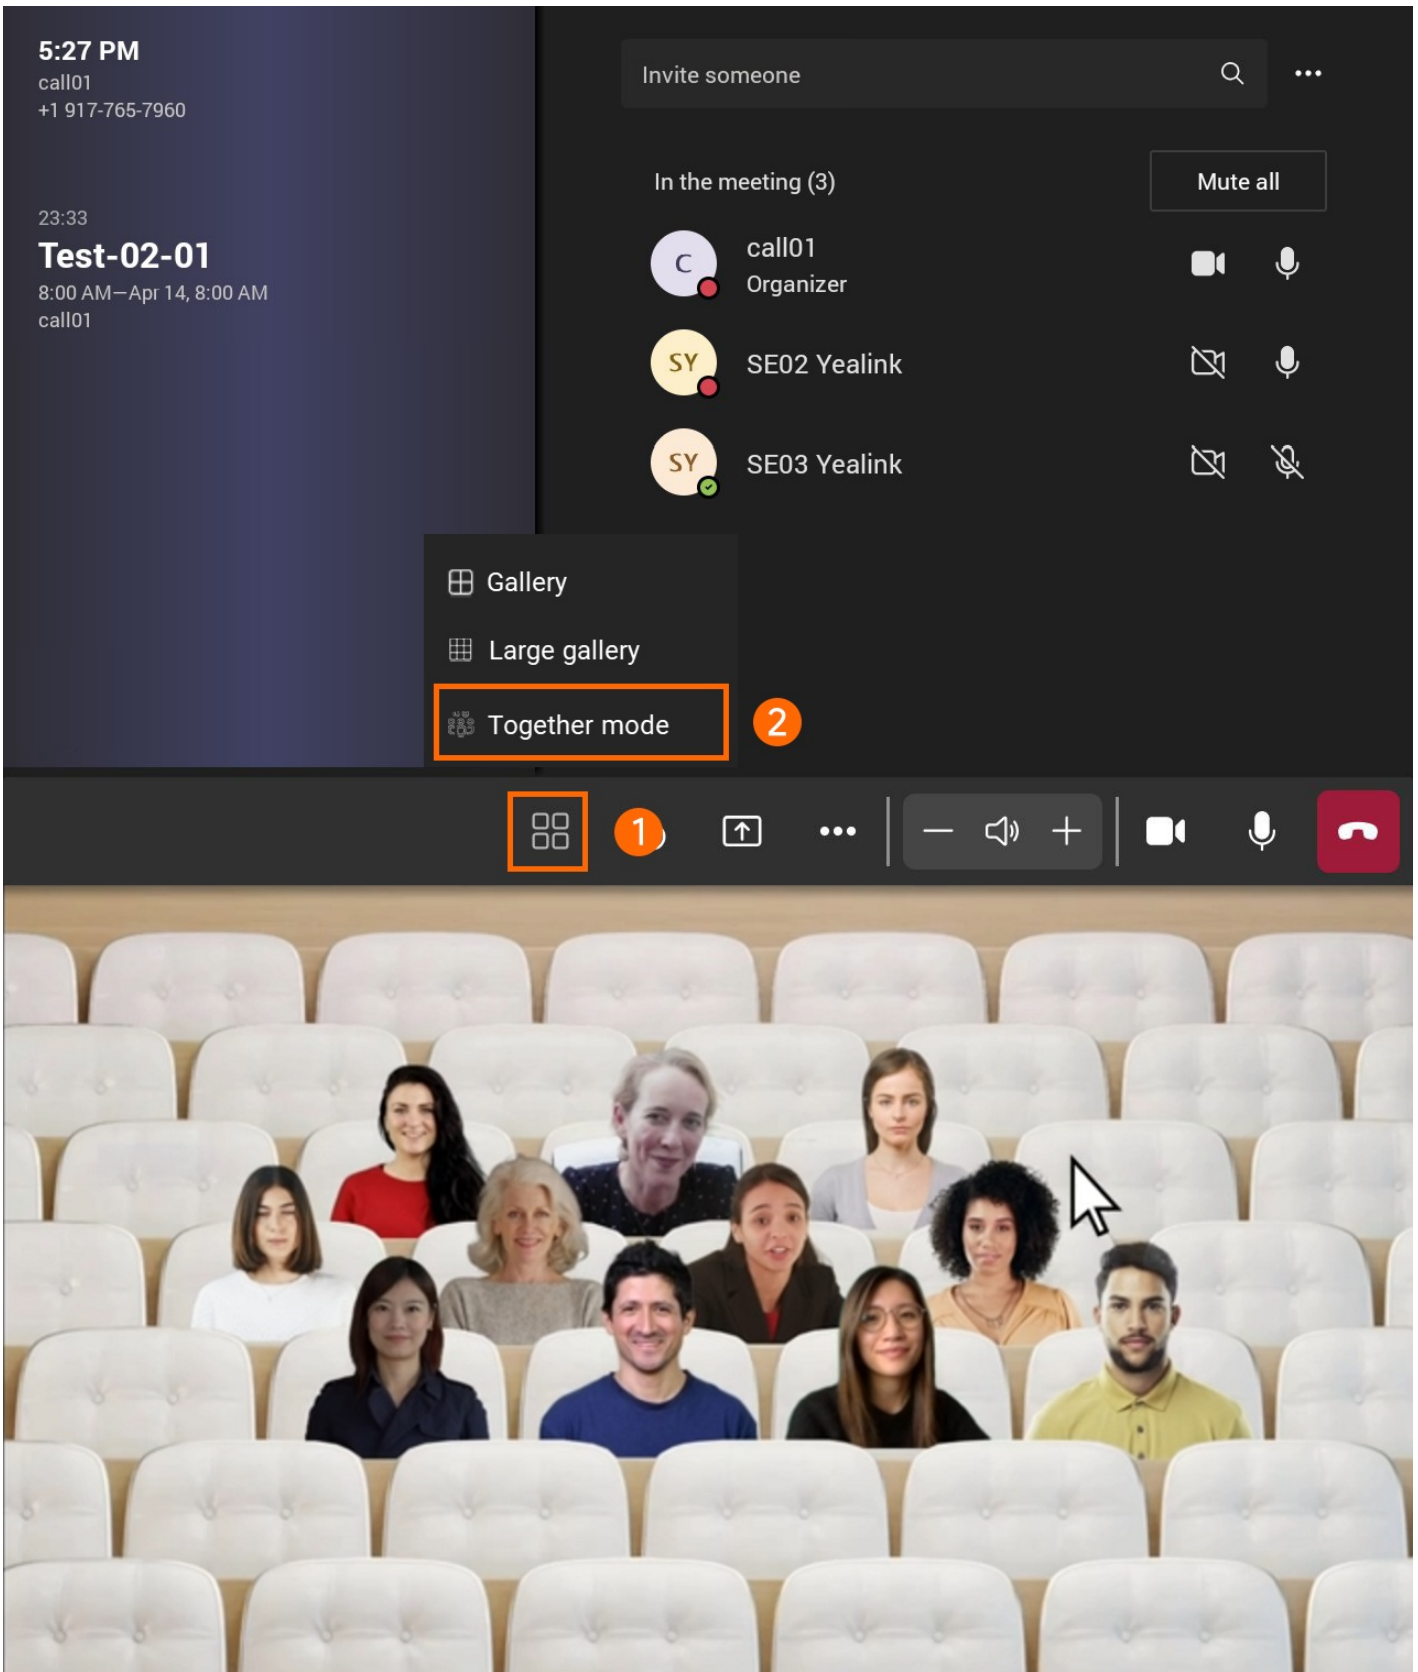 5:27 PM
call01
+1 917-765-7960
23:33
Test-02-01
8:00 AM—Apr 14, 8:00 AM
call01
Invite someone
In the meeting (3)
Mute all
C
call01
Organizer
SY
SE02 Yealink
SY
SE03 Yealink
Gallery
Large gallery
Together mode
2
1